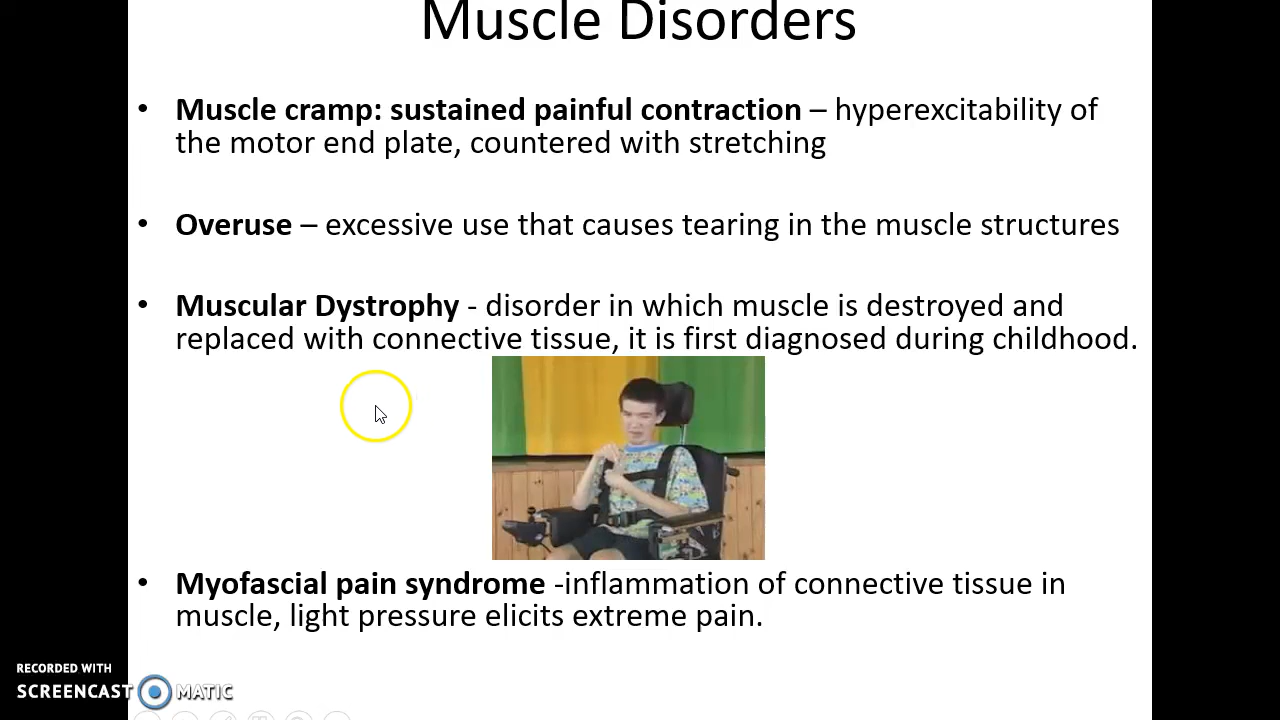 Muscle Disorders
• Muscle cramp: sustained painful contraction – hyperexcitability of
the motor end plate, countered with stretching
• Overuse – excessive use that causes tearing in the muscle structures
• Muscular Dystrophy - disorder in which muscle is destroyed and
replaced with connective tissue, it is first diagnosed during childhood.
• Myofascial pain syndrome -inflammation of connective tissue in
muscle, light pressure elicits extreme pain.
RECORDED WITH
SCREENCAST MATIC